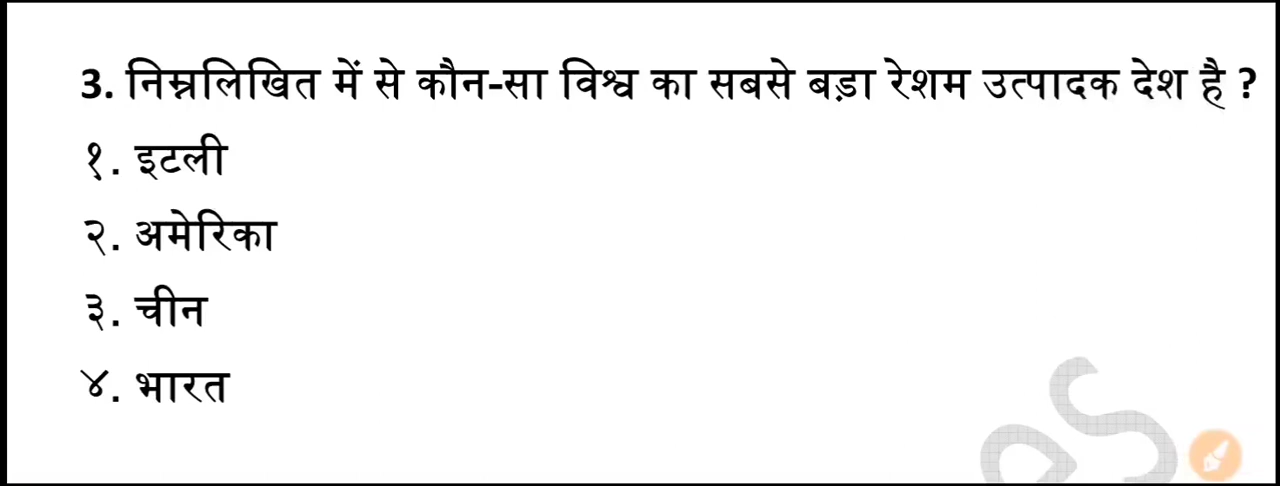 3. निम्नलिखित में से कौन-सा विश्व का सबसे बड़ा रेशम उत्पादक देश है ?
१. इटली
२. अमेरिका
३. चीन
४. भारत